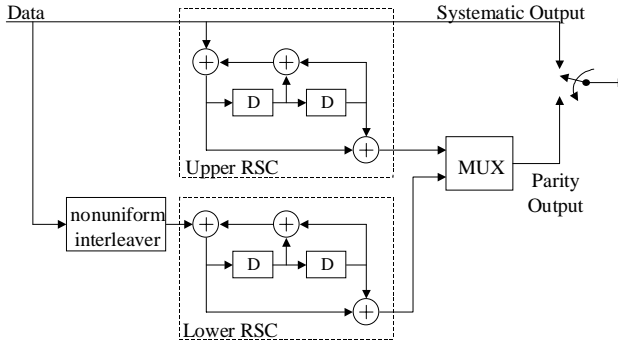 Data
Systematic Output
D D
Upper RSC
MUX
Parity
Output
nonuniform
interleaver
D D
Lower RSC